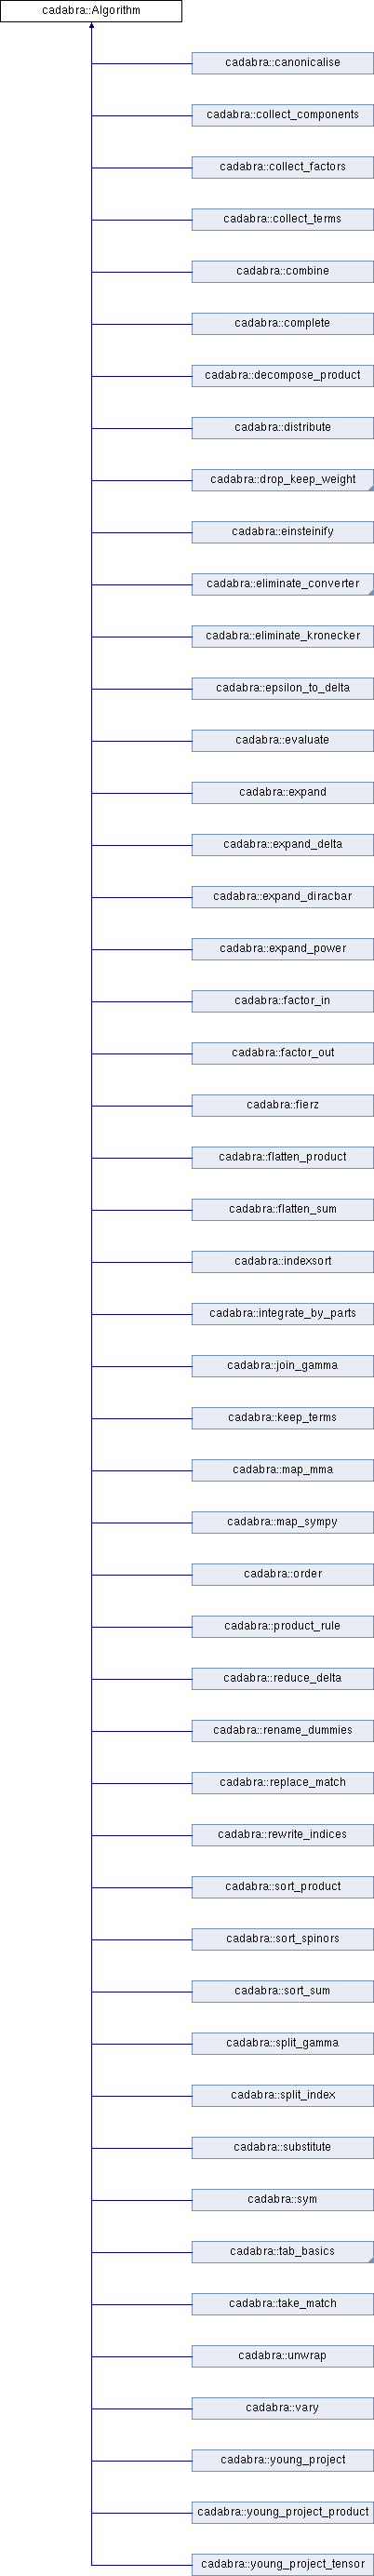 cadabra::Algorithm
cadabra::canonicalise
cadabra::collect_components
cadabra::collect_factors
cadabra::collect_terms
cadabra::combine
cadabra::complete
cadabra::decompose_product
cadabra::distribute
cadabra::drop_keep_weight
cadabra::einsteinify
cadabra::eliminate_converter
cadabra::eliminate_kronecker
cadabra::epsilon_to_delta
cadabra::evaluate
cadabra::expand
cadabra::expand_delta
cadabra::expand_diracbar
cadabra::expand_power
cadabra::factor_in
cadabra::factor_out
cadabra::fierz
cadabra::flatten_product
cadabra::flatten_sum
cadabra::indexsort
cadabra::integrate_by_parts
cadabra::join_gamma
cadabra::keep_terms
cadabra::map_mma
cadabra::map_sympy
cadabra::order
cadabra::product_rule
cadabra::reduce_delta
cadabra::rename_dummies
cadabra::replace_match
cadabra::rewrite_indices
cadabra::sort_product
cadabra::sort_spinors
cadabra::sort_sum
cadabra::split_gamma
cadabra::split_index
cadabra::substitute
cadabra::sym
cadabra::tab_basics
cadabra::take_match
cadabra::unwrap
cadabra::vary
cadabra::young_project
cadabra::young_project_product
cadabra::young_project_tensor